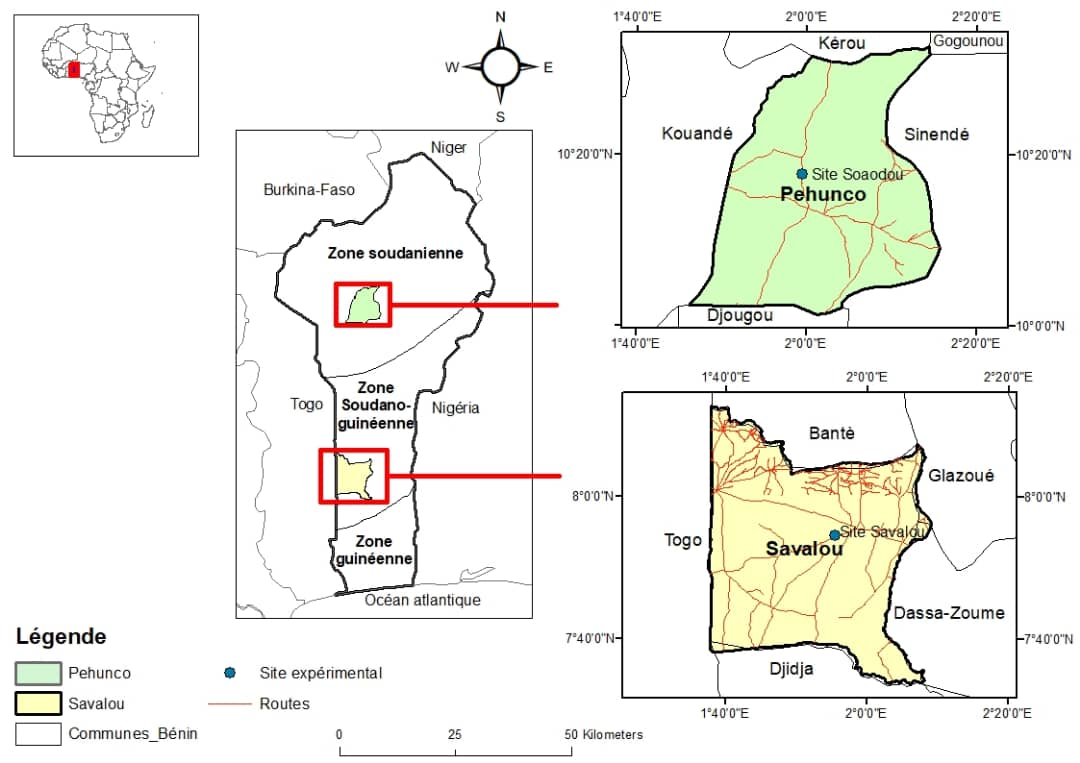 N
W
E
S
Niger
Burkina-Faso
Zone soudanienne
Togo
Zone
Soudano-
guinéenne
Nigéria
Zone
guinéenne
Océan atlantique
1°40'0"E
2°0'0"E
2°20'0"E
Kérou
Gogounou
Kouandé
Sinendé
10°20'0"N
10°20'0"N
Site Soaodou
Pehunco
Djougou
10°0'0"N
1°40'0"E
2°0'0"E
2°20'0"E
1°40'0"E
2°0'0"E
2°20'0"E
Bantè
Glazoué
8°0'0"N
8°0'0"N
Togo
Site Savalou
Savalou
Dassa-Zoume
7°40'0"N
7°40'0"N
Djidja
1°40'0"E
2°0'0"E
2°20'0"E
Légende
Pehunco
Savalou
Communes_Bénin
Site expérimental
Routes
0
25
50 Kilometers